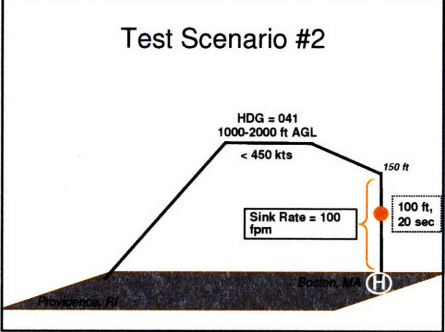 Test Scenario #2
HDG = 041
1000-2000 ft AGL
< 450 kts
150 ft
100 ft,
20 sec
Sink Rate = 100
fpm
Boston, MA
H
Providence, RI